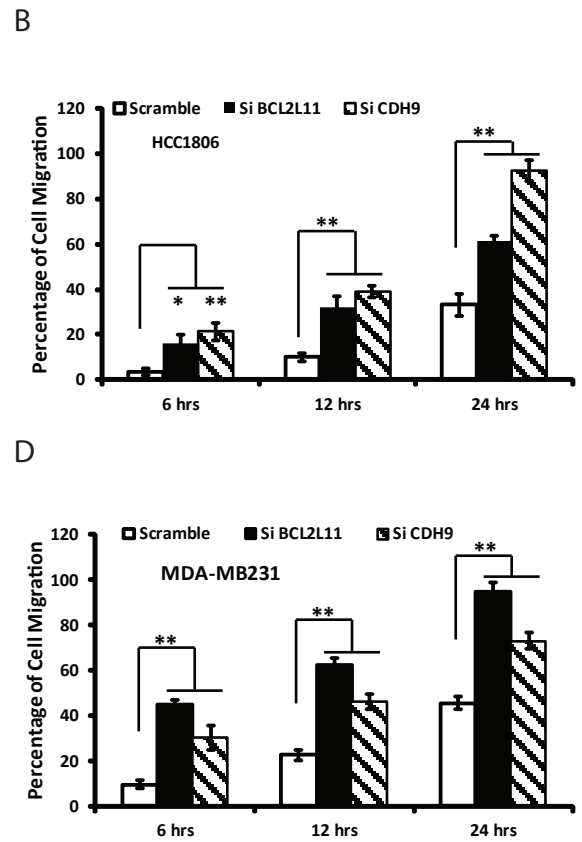 B
120
Scramble Si BCL2L11 Si CDH9
HCC1806
100
80
60
40
20
0
Percentage of Cell Migration
* **
**
**
6 hrs 12 hrs 24 hrs
D
120
Scramble Si BCL2L11 Si CDH9
MDA-MB231
100
80
60
40
20
0
Percentage of Cell Migration
**
**
**
6 hrs 12 hrs 24 hrs